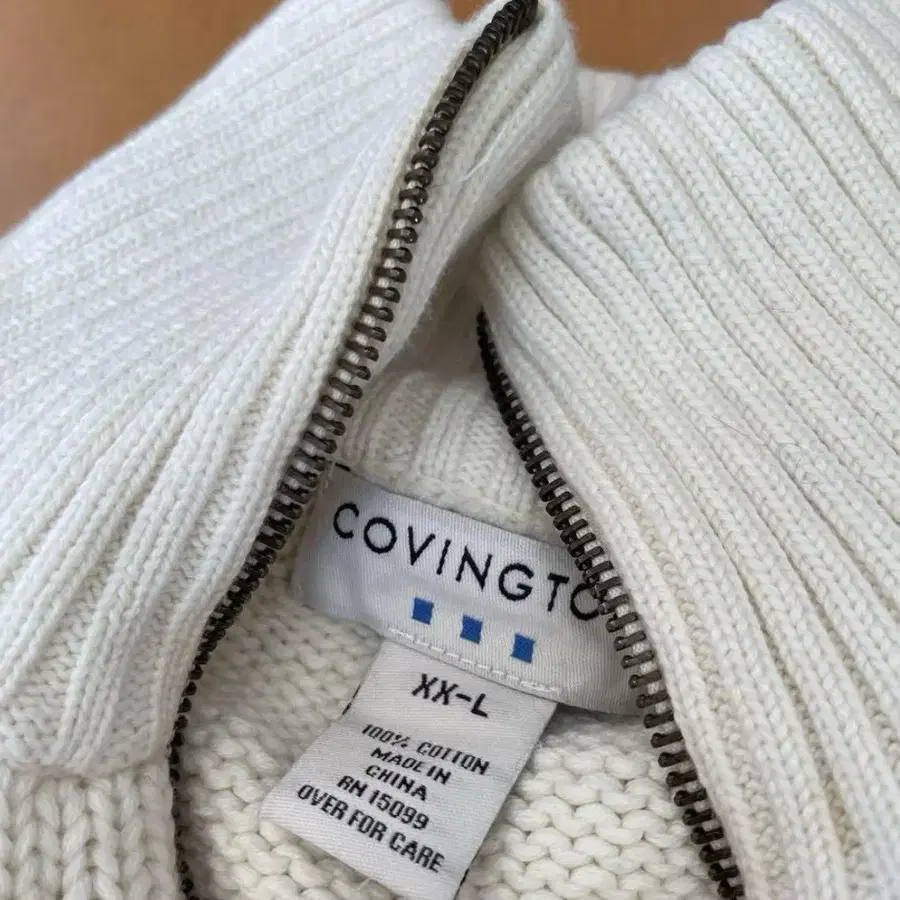 COVINGTO
XX-L
100% COTTON
MADE IN
CHINA
RN 15099
OVER FOR CARE